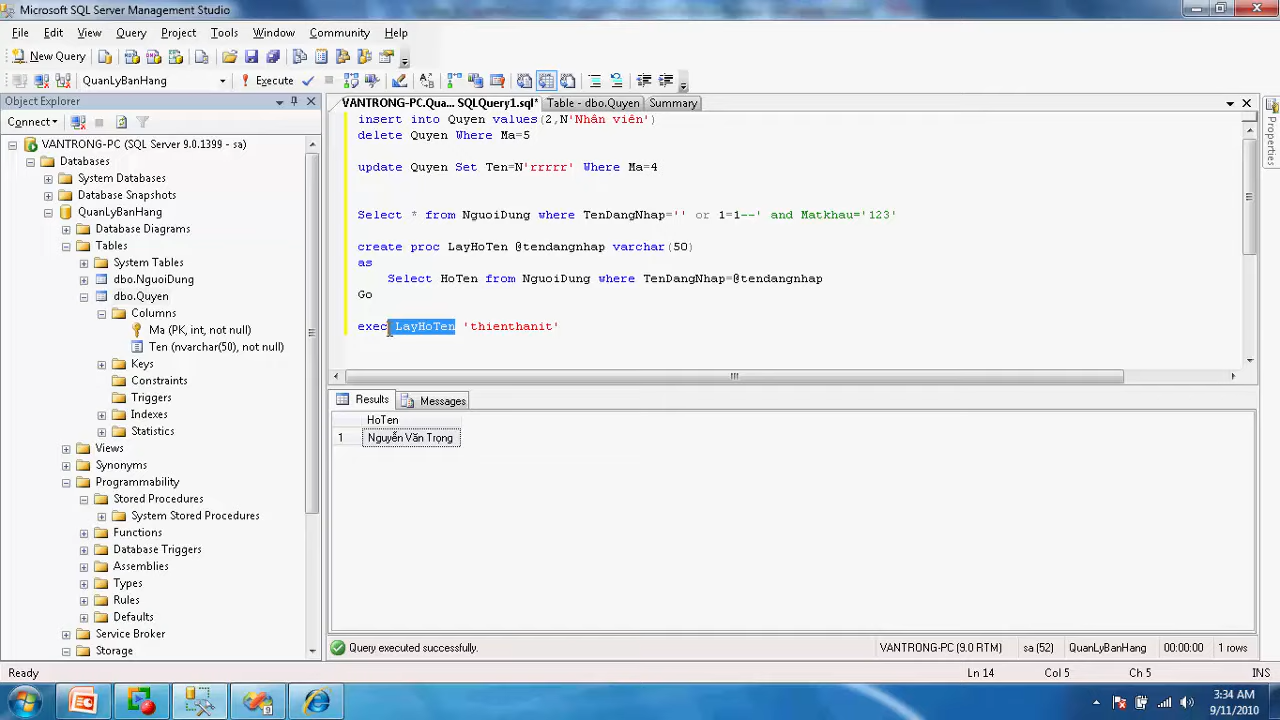 Microsoft SQL Server Management Studio
File Edit View Query Project Tools Window Community Help
New Query
QuanLyBanHang Execute
Object Explorer
Connect
VANTRONG-PC (SQL Server 9.0.1399 - sa)
Databases
System Databases
Database Snapshots
QuanLyBanHang
Database Diagrams
Tables
System Tables
dbo.NguoiDung
dbo.Quyen
Columns
Ma (PK, int, not null)
Ten (nvarchar(50), not null)
Keys
Constraints
Triggers
Indexes
Statistics
Views
Synonyms
Programmability
Stored Procedures
System Stored Procedures
Functions
Database Triggers
Assemblies
Types
Rules
Defaults
Service Broker
Storage
VANTRONG-PC.Qua... SQLQuery1.sql* Table - dbo.Quyen Summary
insert into Quyen values(2,N'Nhân viên')
delete Quyen Where Ma=5
update Quyen Set Ten=N'rrrrr' Where Ma=4
Select * from NguoiDung where TenDangNhap='' or 1=1--' and Matkhau='123'
create proc LayHoTen @tendangnhap varchar(50)
as
Select HoTen from NguoiDung where TenDangNhap=@tendangnhap
Go
exec LayHoTen 'thienthanit'
Results Messages
HoTen
1 Nguyễn Văn Trọng
Query executed successfully. VANTRONG-PC (9.0 RTM) sa (52) QuanLyBanHang 00:00:00 1 rows
Ready Ln 14 Col 5 Ch 5 INS
Properties
3:34 AM
9/11/2010